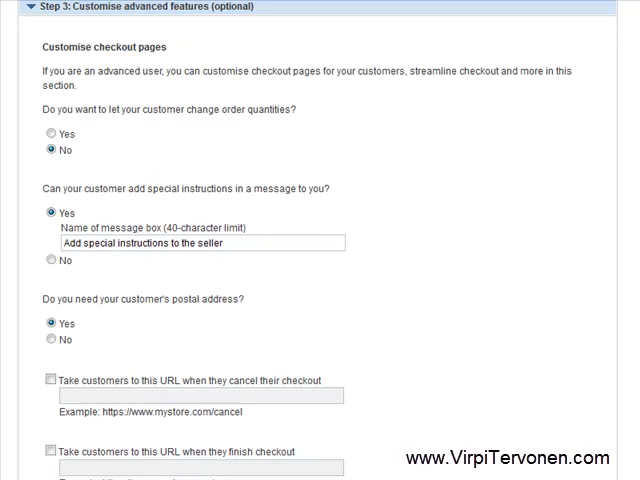 Step 3: Customise advanced features (optional)
Customise checkout pages
If you are an advanced user, you can customise checkout pages for your customers, streamline checkout and more in this
section.
Do you want to let your customer change order quantities?
Yes
No
Can your customer add special instructions in a message to you?
Yes
Name of message box (40-character limit)
Add special instructions to the seller
No
Do you need your customer's postal address?
Yes
No
Take customers to this URL when they cancel their checkout
Example: https://www.mystore.com/cancel
Take customers to this URL when they finish checkout
www.VirpiTervonen.com